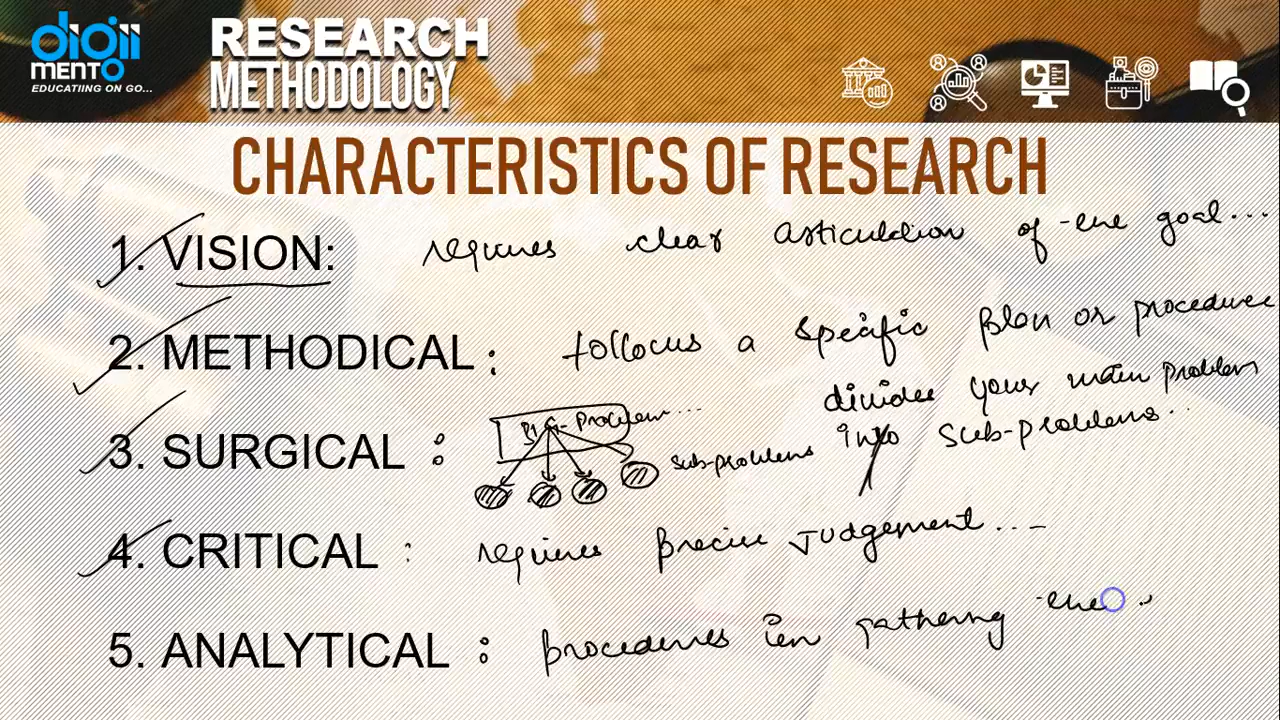 digii
MENTO
EDUCATIING ON GO...
RESEARCH
METHODOLOGY
CHARACTERISTICS OF RESEARCH
1. VISION: requires clear articulation of the goal...
2. METHODICAL : follows a specific plan or procedure
3. SURGICAL : BIG-Problem... divides your main problem
sub-problems into sub-problems...
4. CRITICAL : requires precise judgement...
5. ANALYTICAL : procedures in gathering the